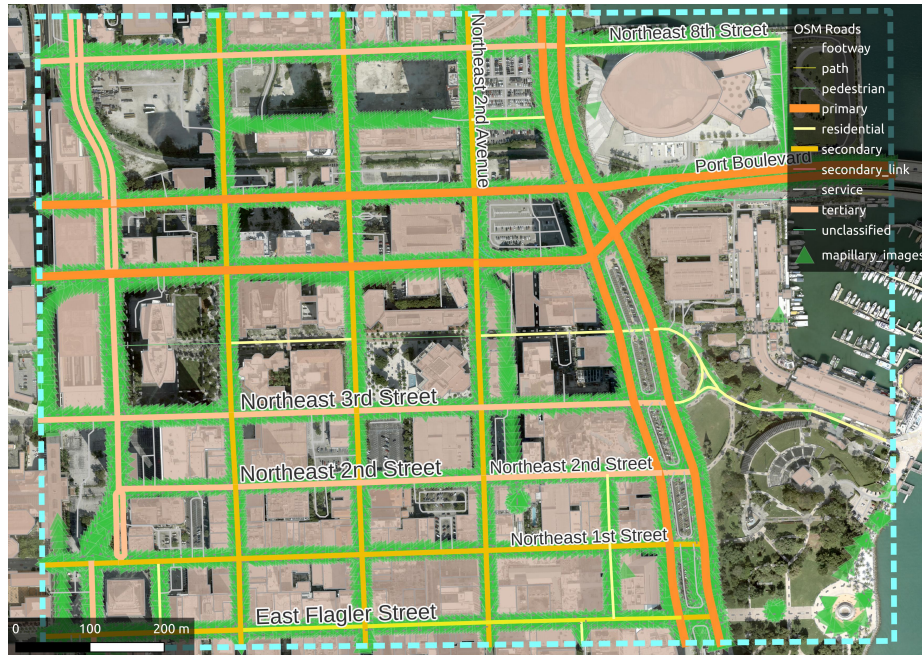 Northeast 8th Street
Northeast 2nd Avenue
OSM Roads
footway
path
pedestrian
primary
residential
secondary
secondary_link
service
tertiary
unclassified
mapillary_images
Port Boulevard
Northeast 3rd Street
Northeast 2nd Street
Northeast 2nd Street
Northeast 1st Street
East Flagler Street
0 100 200 m